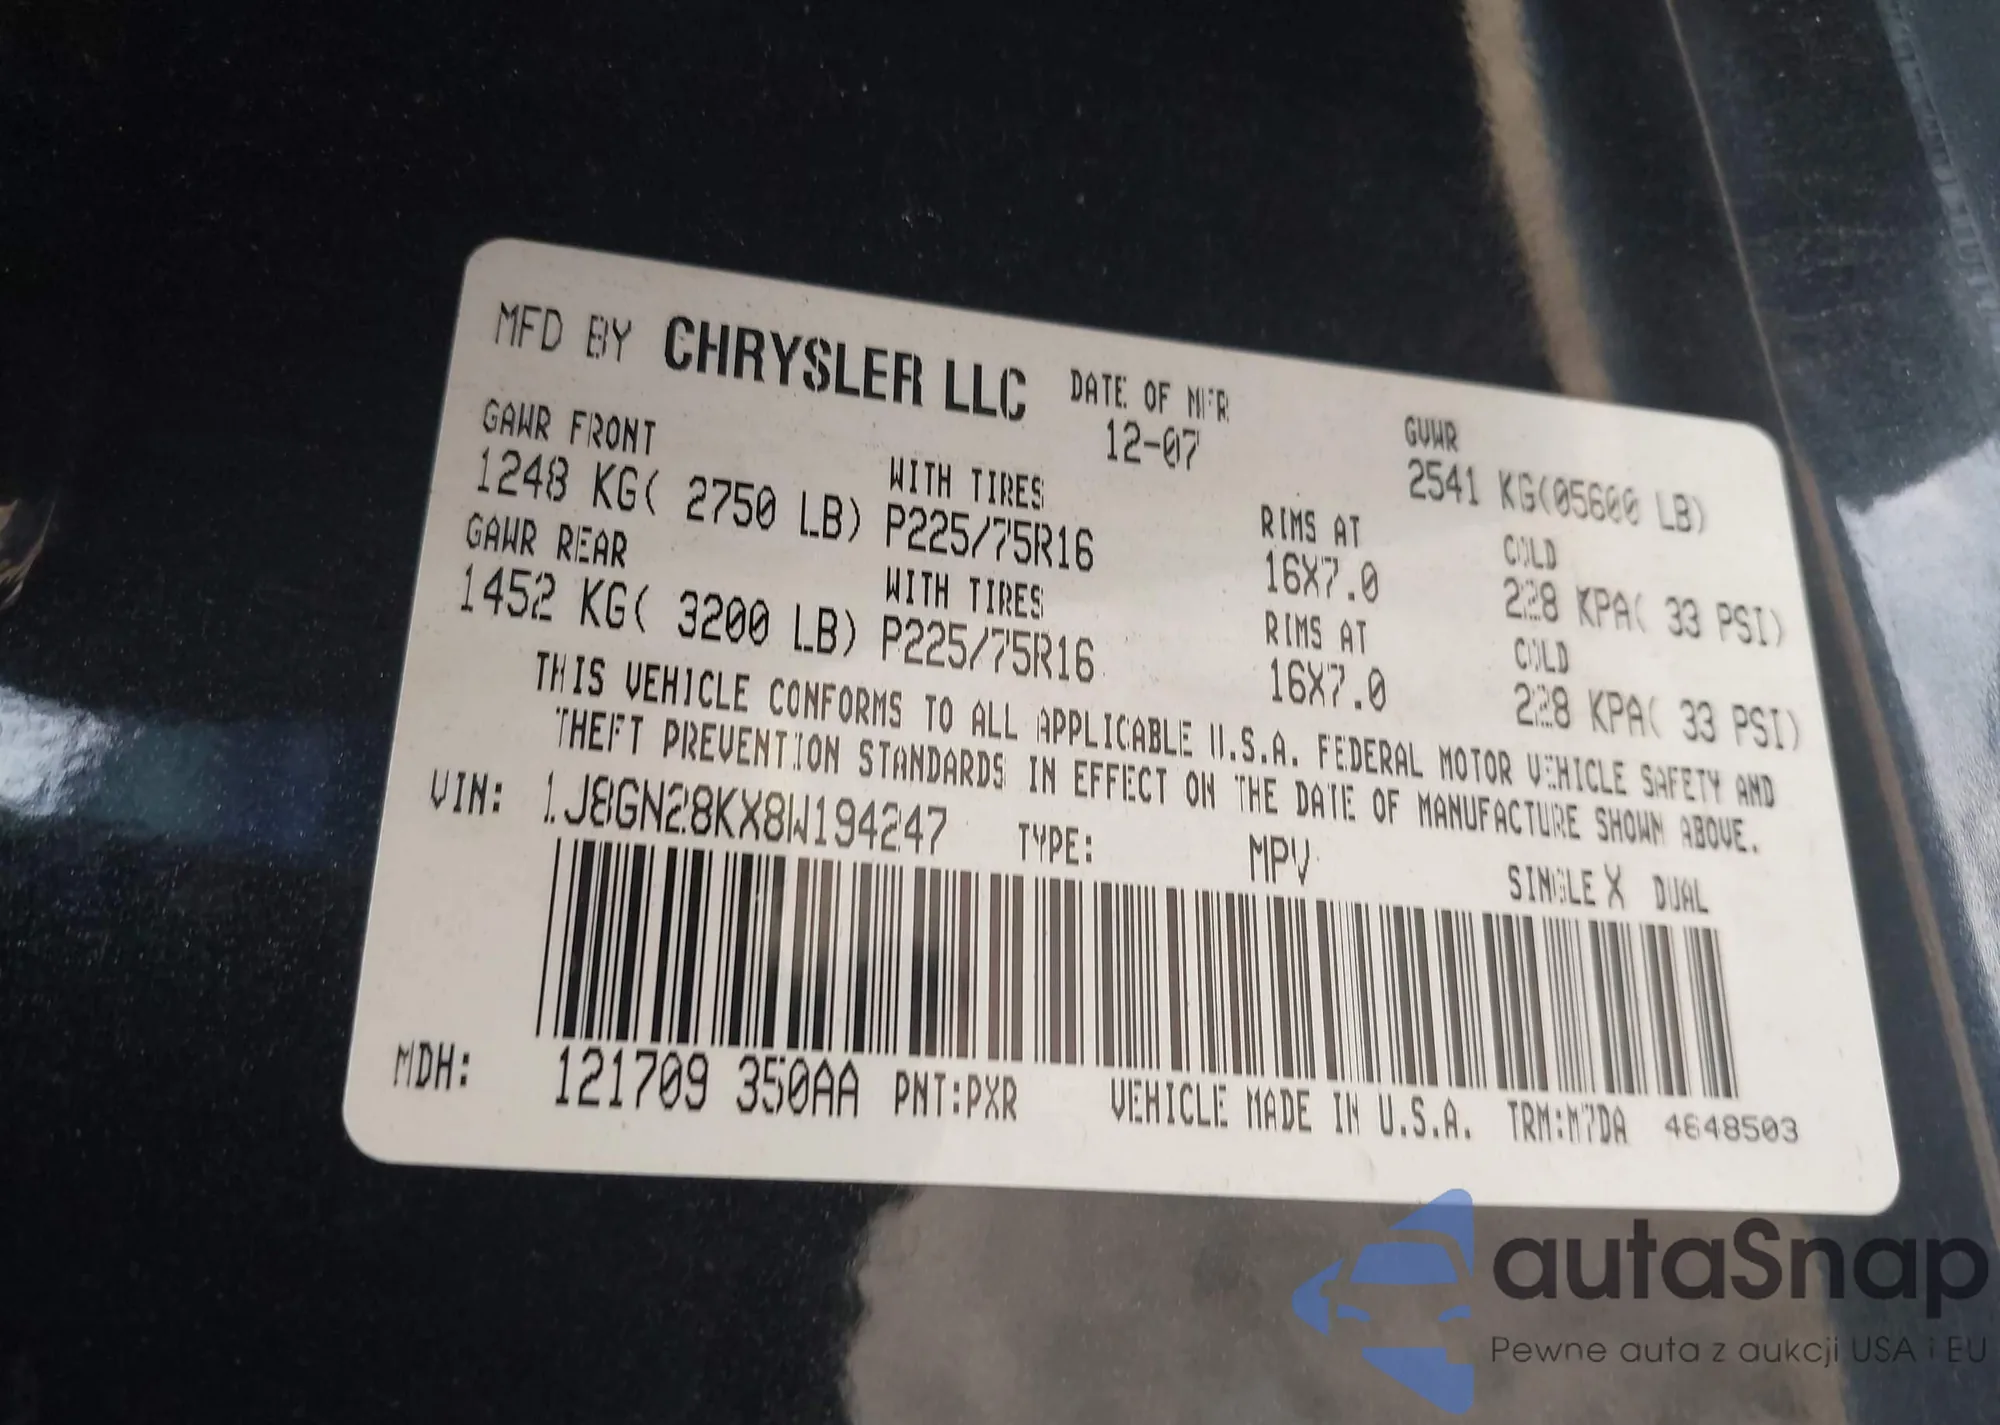 MFD BY CHRYSLER LLC DATE OF MFR GVWR
12-07 2541 KG(05600 LB)
GAWR FRONT WITH TIRES RIMS AT COLD
1248 KG( 2750 LB) P225/75R16 16X7.0 228 KPA( 33 PSI)
GAWR REAR WITH TIRES RIMS AT COLD
1452 KG( 3200 LB) P225/75R16 16X7.0 228 KPA( 33 PSI)
THIS VEHICLE CONFORMS TO ALL APPLICABLE U.S.A. FEDERAL MOTOR VEHICLE SAFETY AND
THEFT PREVENTION STANDARDS IN EFFECT ON THE DATE OF MANUFACTURE SHOWN ABOVE.
VIN: 1J8GN28KX8W194247 TYPE: MPV SINGLE X DUAL
MDH: 121709 350AA PNT:PXR VEHICLE MADE IN U.S.A. TRM:M7DA 4648503
autaSnap
Pewne auta z aukcji USA i EU